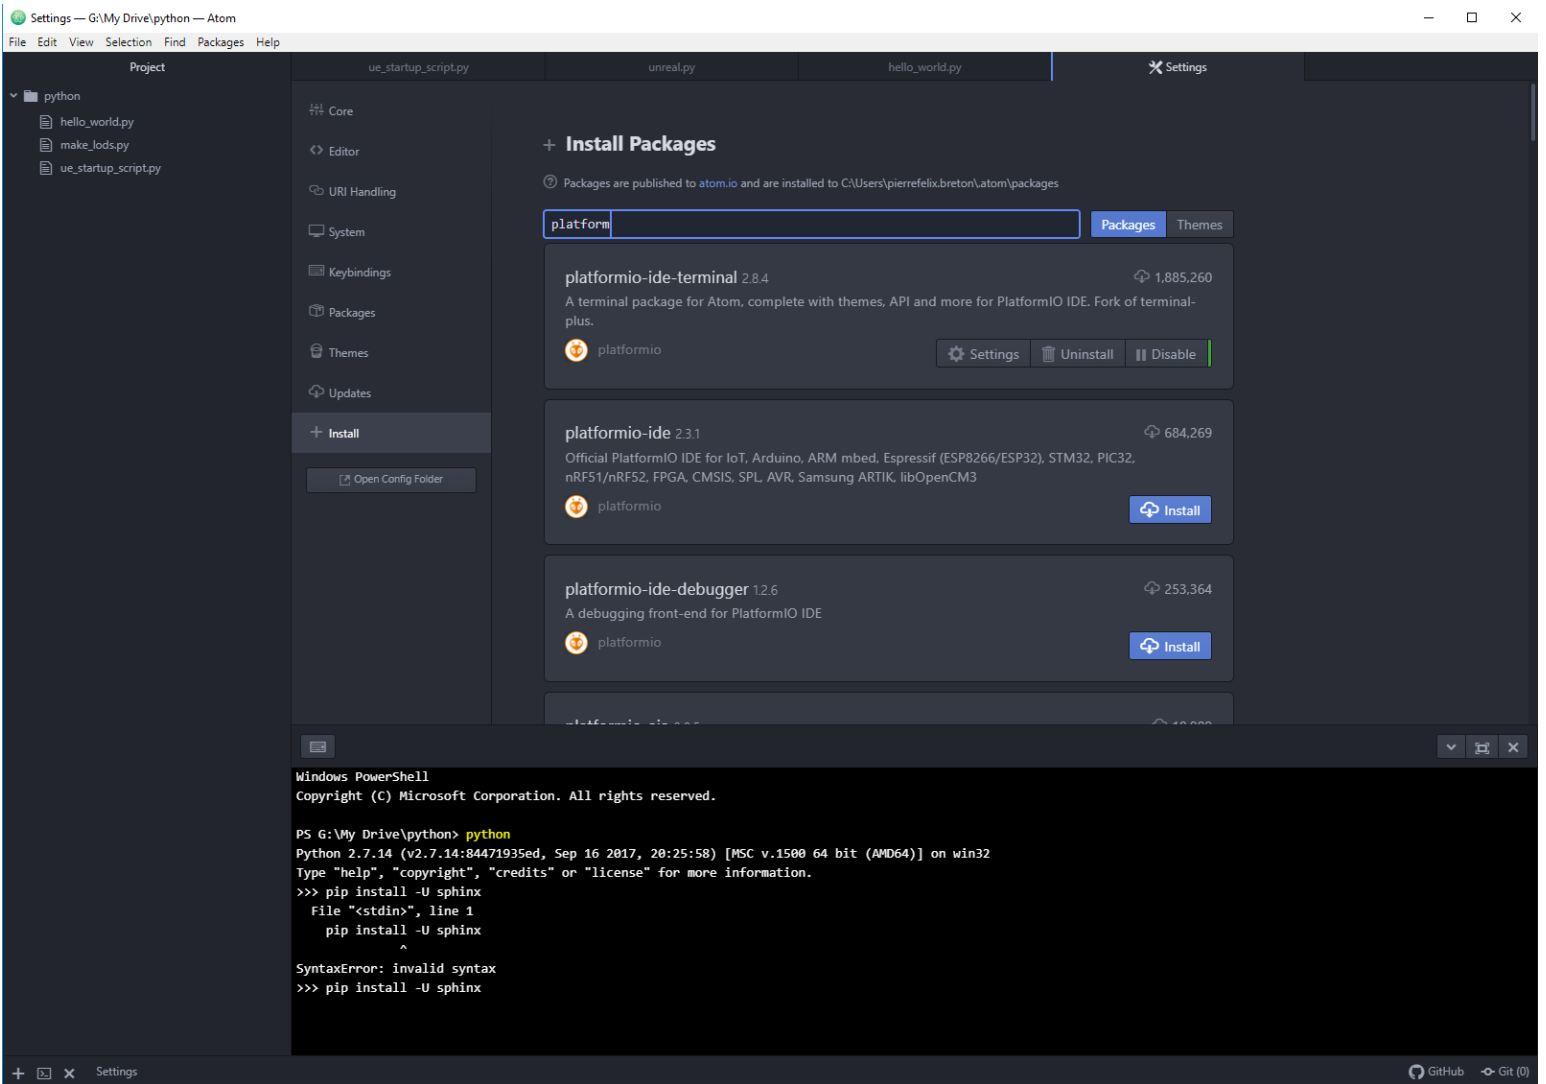 Settings — G:\My Drive\python — Atom
File Edit View Selection Find Packages Help
Project
ue_startup_script.py
unreal.py
hello_world.py
Settings
python
hello_world.py
make_lods.py
ue_startup_script.py
Core
Editor
URI Handling
System
Keybindings
Packages
Themes
Updates
Install
Open Config Folder
Install Packages
Packages are published to atom.io and are installed to C:\Users\pierrefelix.breton\.atom\packages
platform
Packages
Themes
platformio-ide-terminal 2.8.4
1,885,260
A terminal package for Atom, complete with themes, API and more for PlatformIO IDE. Fork of terminal-
plus.
platformio
Settings
Uninstall
Disable
platformio-ide 2.3.1
684,269
Official PlatformIO IDE for IoT, Arduino, ARM mbed, Espressif (ESP8266/ESP32), STM32, PIC32,
nRF51/nRF52, FPGA, CMSIS, SPL, AVR, Samsung ARTIK, libOpenCM3
platformio
Install
platformio-ide-debugger 1.2.6
253,364
A debugging front-end for PlatformIO IDE
platformio
Install
Windows PowerShell
Copyright (C) Microsoft Corporation. All rights reserved.
PS G:\My Drive\python> python
Python 2.7.14 (v2.7.14:84471935ed, Sep 16 2017, 20:25:58) [MSC v.1500 64 bit (AMD64)] on win32
Type "help", "copyright", "credits" or "license" for more information.
>>> pip install -U sphinx
  File "<stdin>", line 1
    pip install -U sphinx
              ^
SyntaxError: invalid syntax
>>> pip install -U sphinx
Settings
GitHub
Git (0)